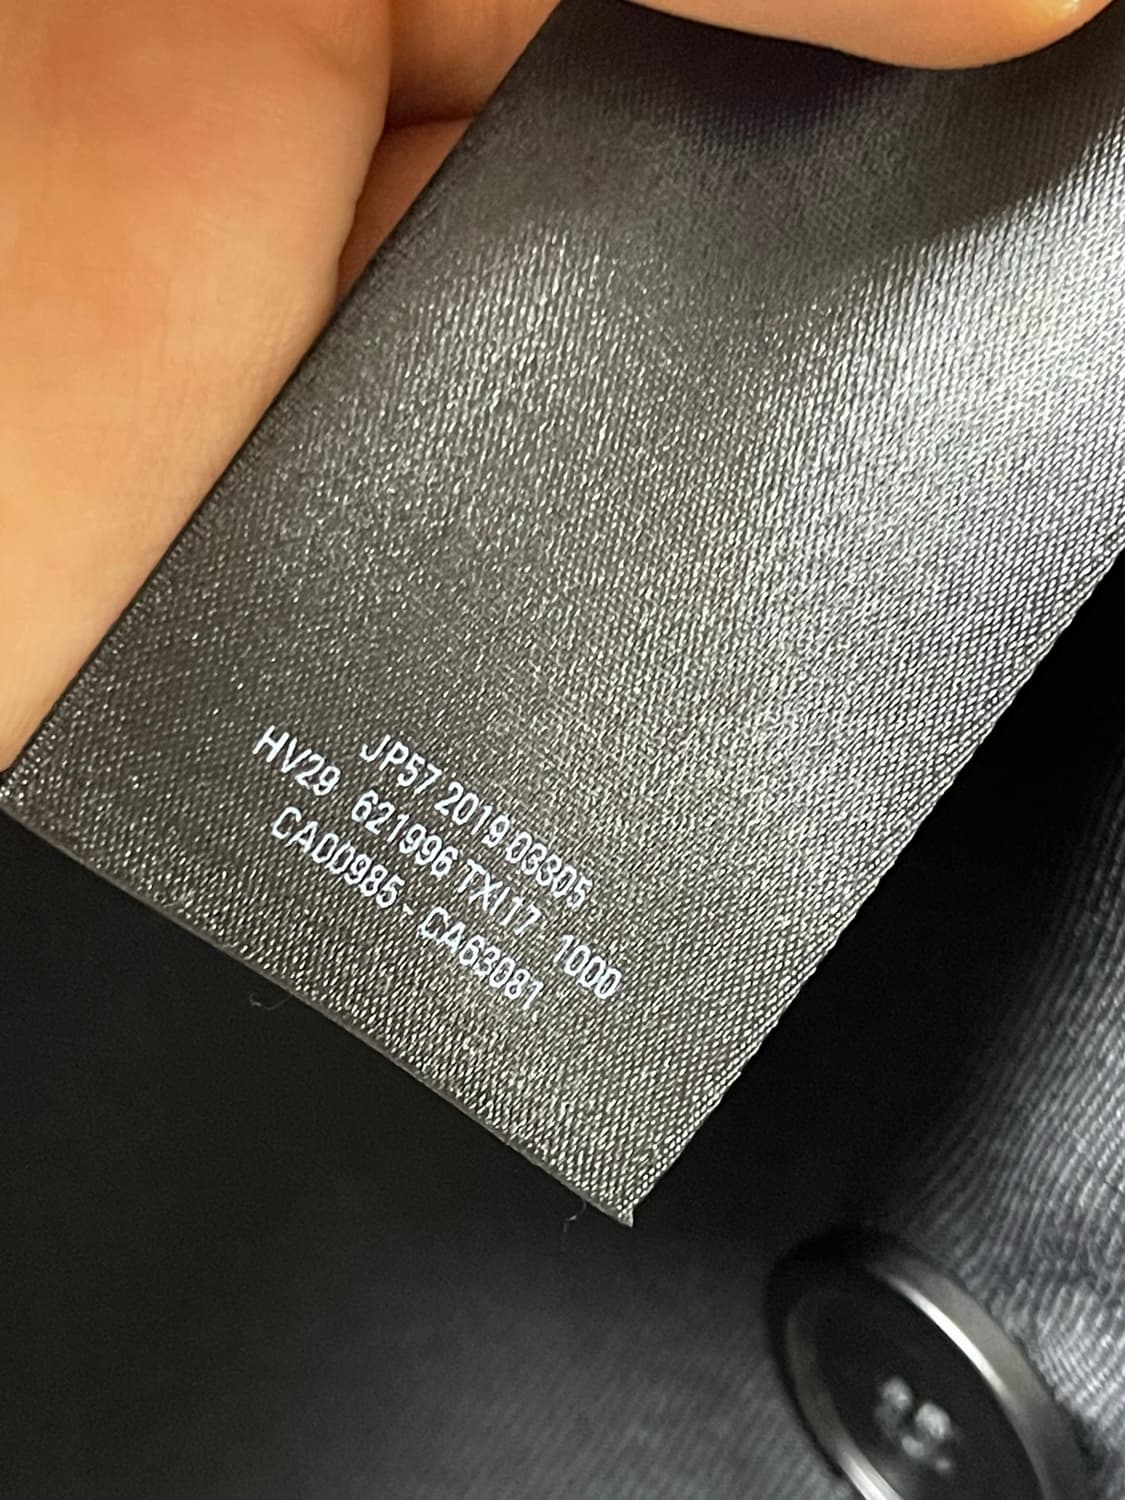 JP57 2019 03305
HV29 621996 TXI17 1000
CA00985 - CA63081